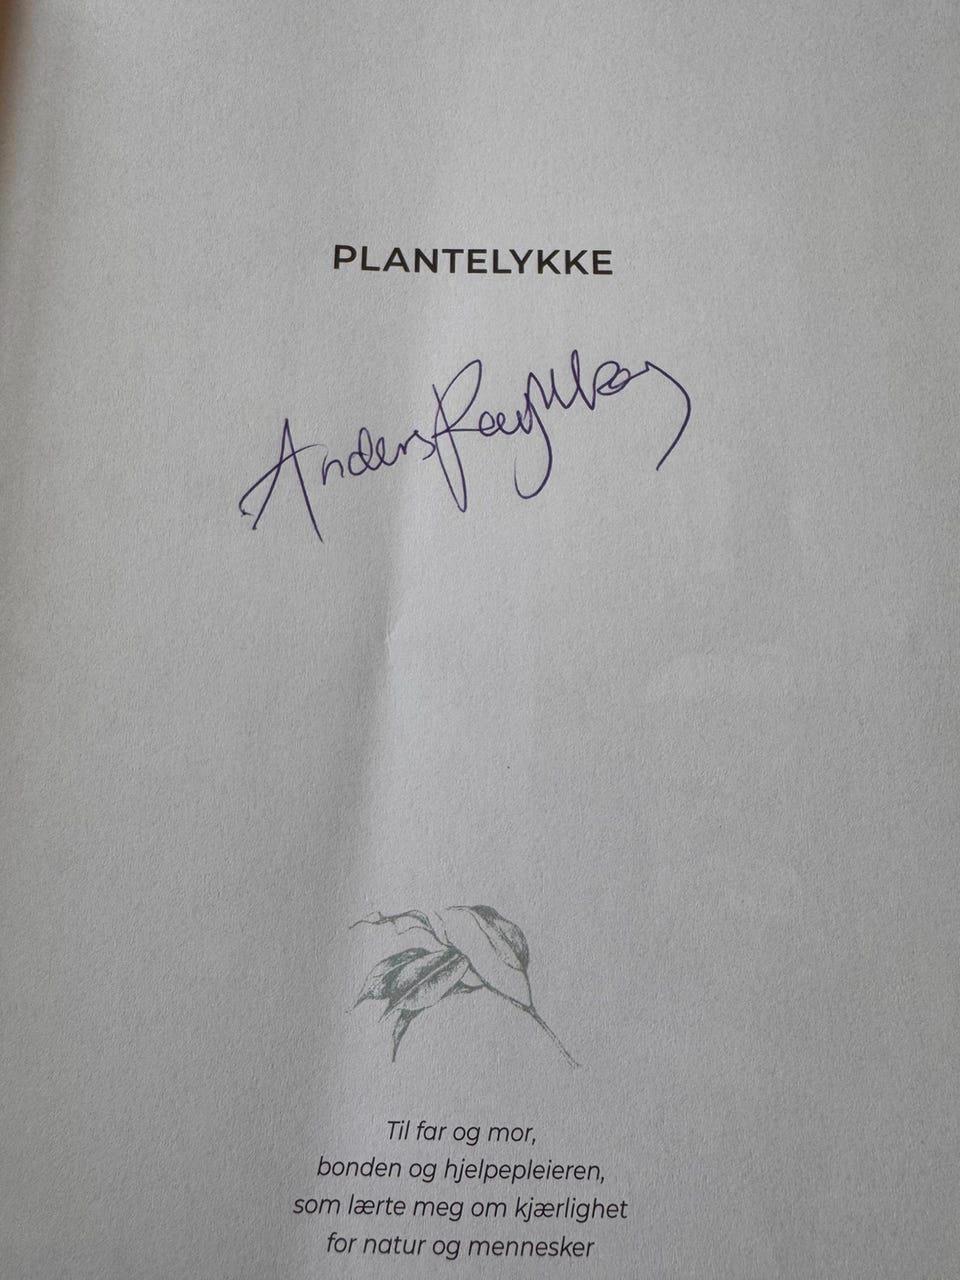 PLANTELYKKE
Anders
Til far og mor,
bonden og hjelpepleieren,
som lærte meg om kjærlighet
for natur og mennesker